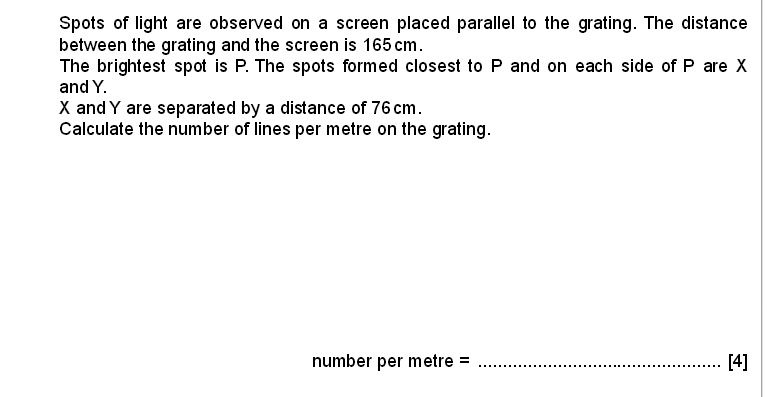 Spots of light are observed on a screen placed parallel to the grating. The distance
between the grating and the screen is 165 cm.
The brightest spot is P. The spots formed closest to P and on each side of P are X
and Y.
X and Y are separated by a distance of 76 cm.
Calculate the number of lines per metre on the grating.
number per metre = ................................................. [4]